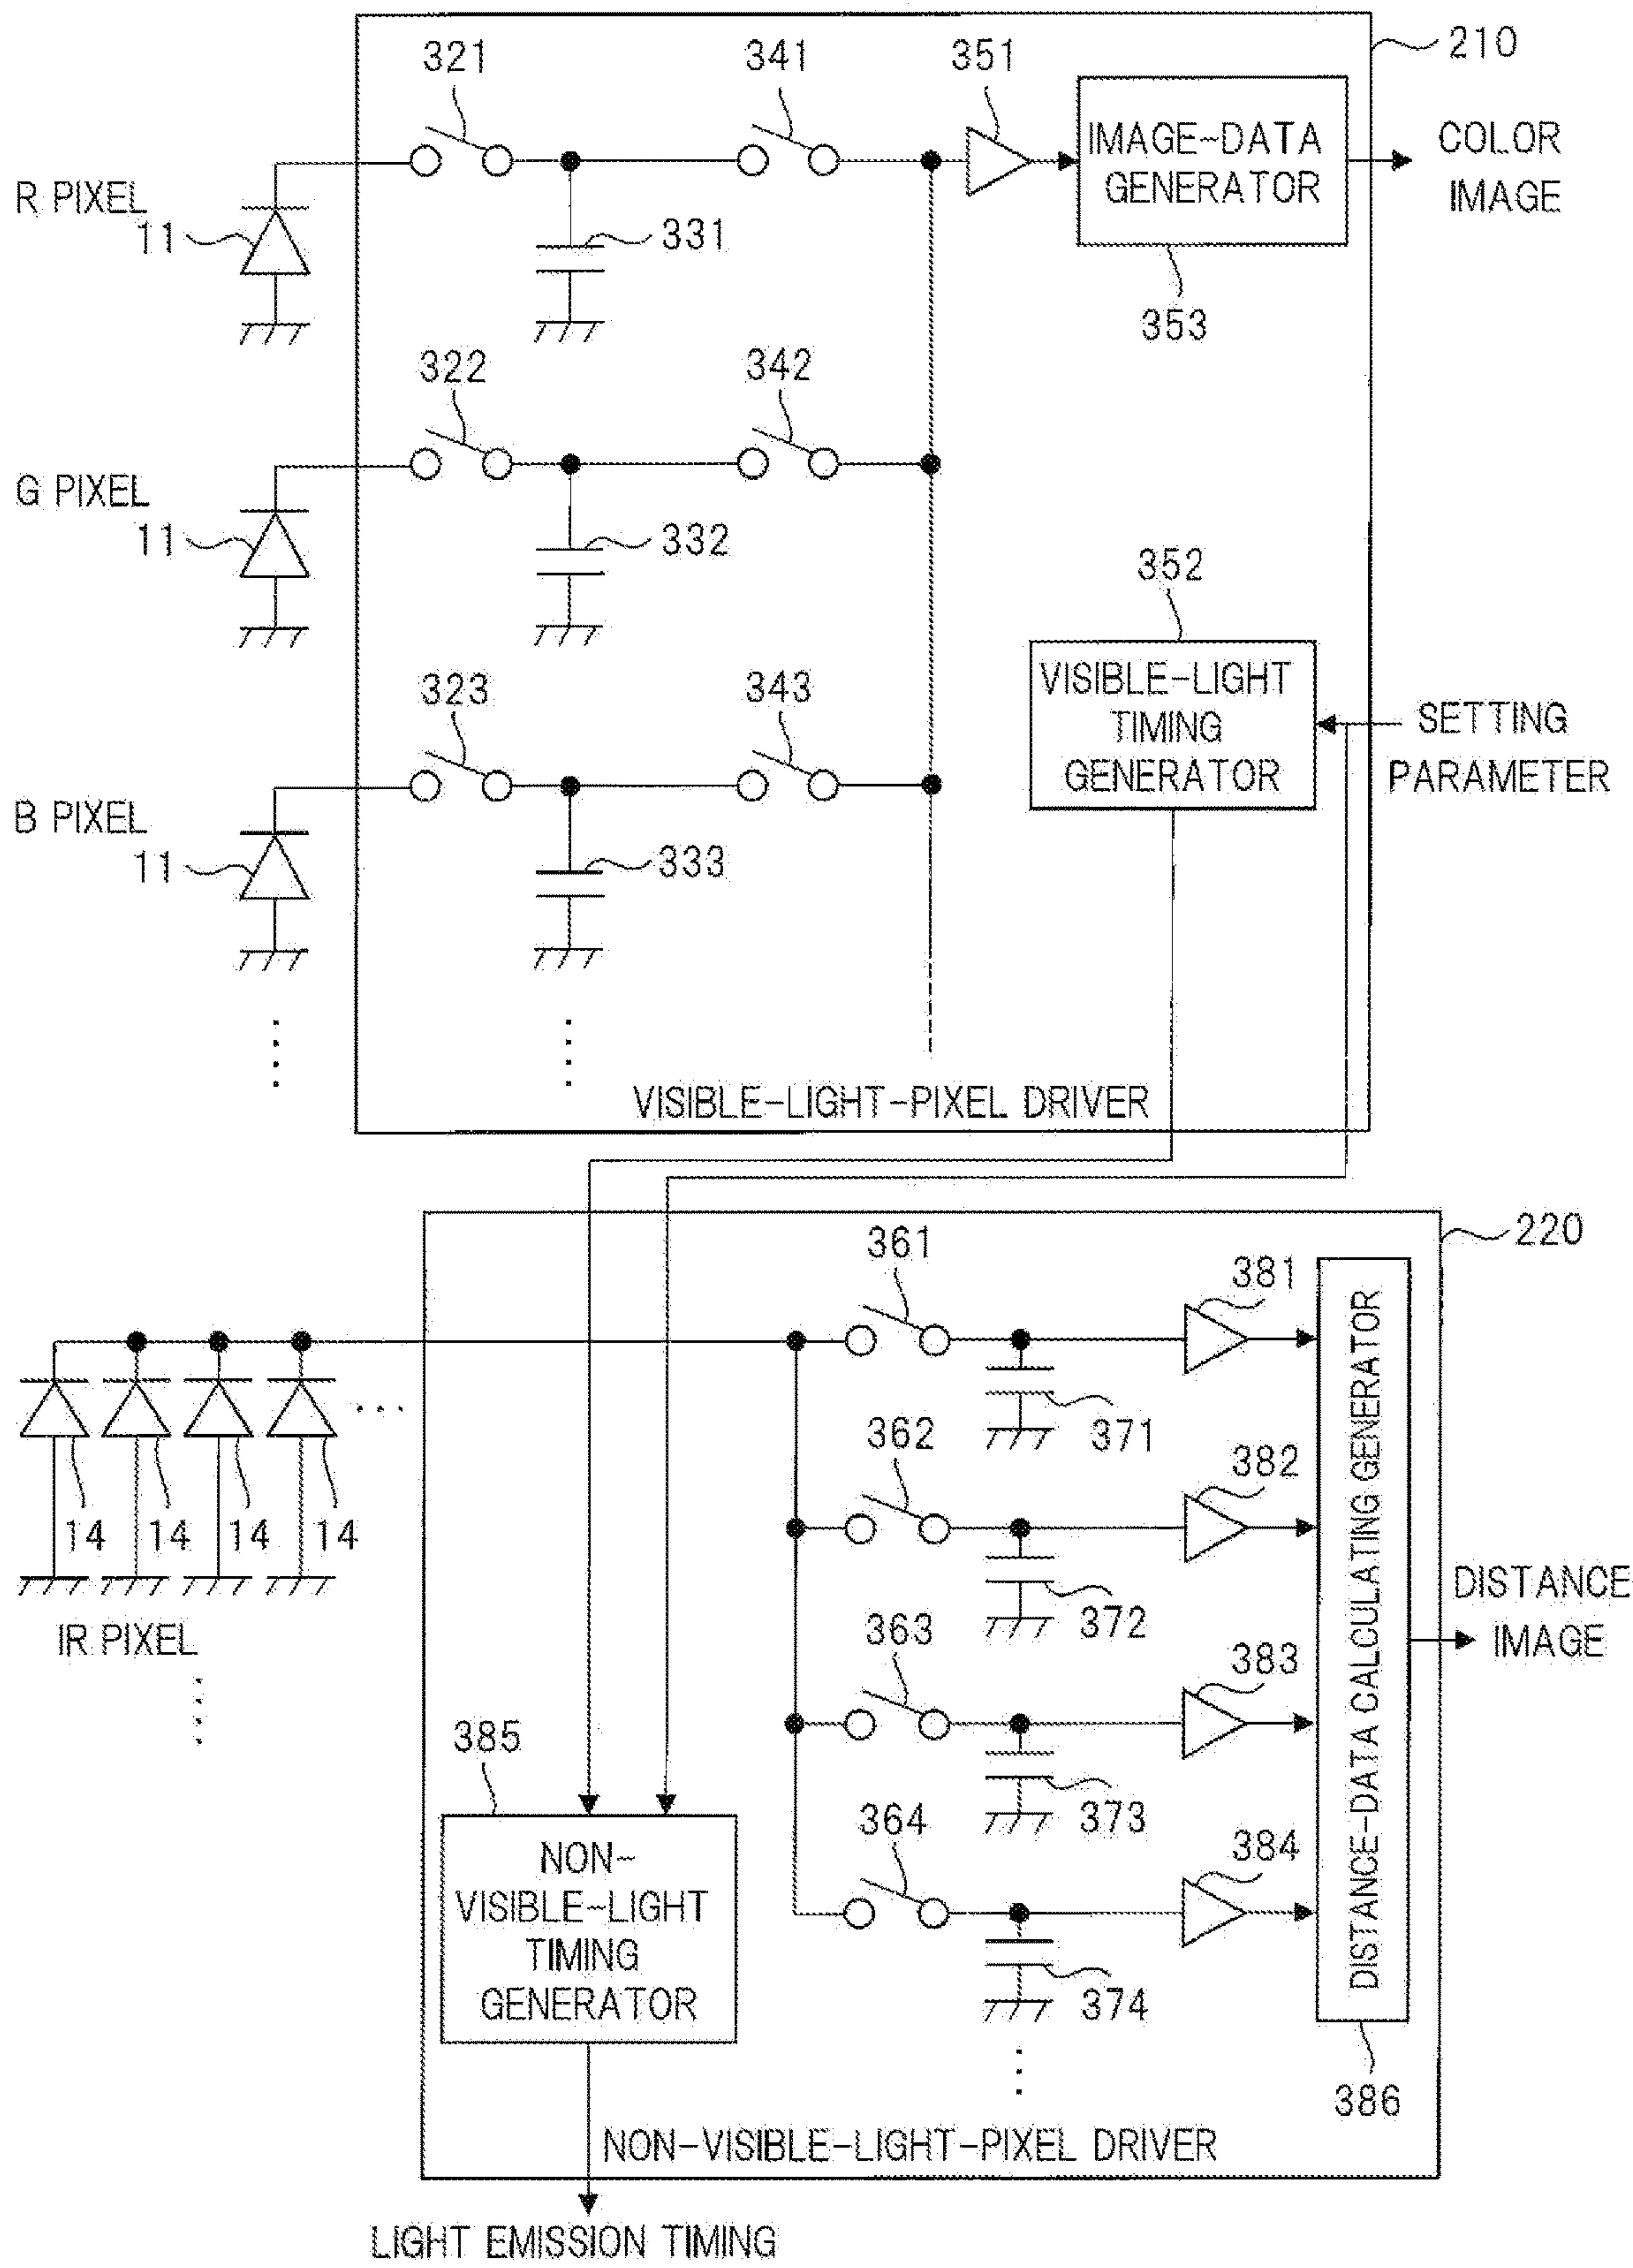 210
321
341
351
IMAGE-DATA
GENERATOR
COLOR
IMAGE
R PIXEL
11
331
353
322
342
G PIXEL
11
332
352
VISIBLE-LIGHT
TIMING
GENERATOR
SETTING
PARAMETER
323
343
B PIXEL
11
333
VISIBLE-LIGHT-PIXEL DRIVER
220
361
381
371
14
14
14
14
362
382
372
IR PIXEL
363
383
373
DISTANCE-DATA CALCULATING GENERATOR
DISTANCE
IMAGE
385
NON-
VISIBLE-LIGHT
TIMING
GENERATOR
364
384
374
386
NON-VISIBLE-LIGHT-PIXEL DRIVER
LIGHT EMISSION TIMING